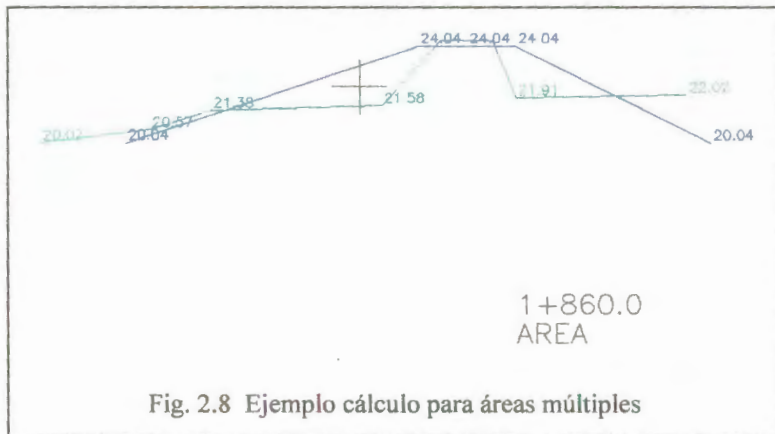 24.04 24.04 24.04
21.38 21.58 21.91 22.02
20.02 20.57 20.04 20.04
1+860.0
AREA
Fig. 2.8 Ejemplo cálculo para áreas múltiples